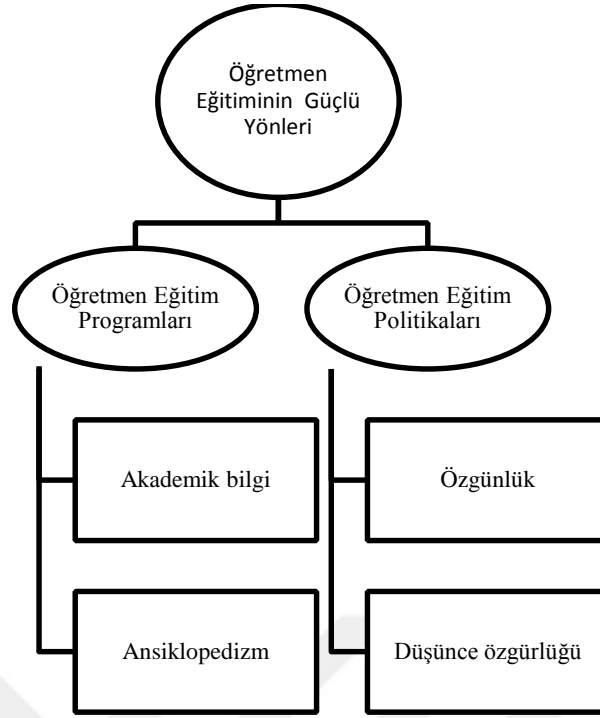 Öğretmen
Eğitiminin Güçlü
Yönleri
Öğretmen Eğitim
Programları
Öğretmen Eğitim
Politikaları
Akademik bilgi
Özgünlük
Ansiklopedizm
Düşünce özgürlüğü